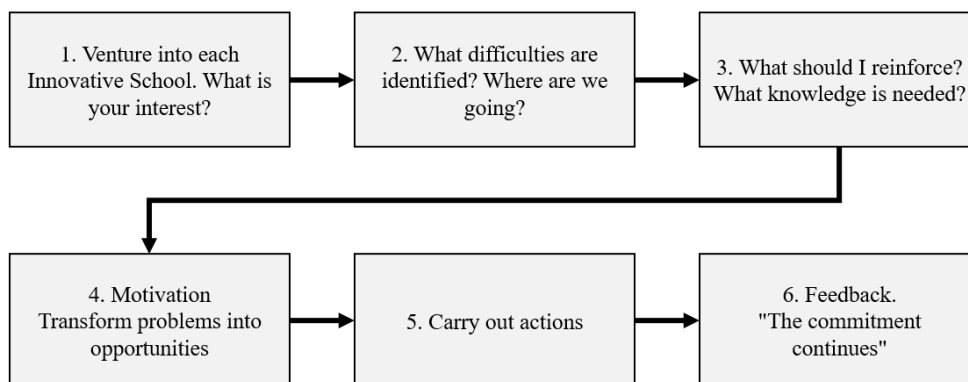 1. Venture into each
Innovative School. What is
your interest?
2. What difficulties are
identified? Where are we
going?
3. What should I reinforce?
What knowledge is needed?
4. Motivation
Transform problems into
opportunities
5. Carry out actions
6. Feedback.
"The commitment
continues"